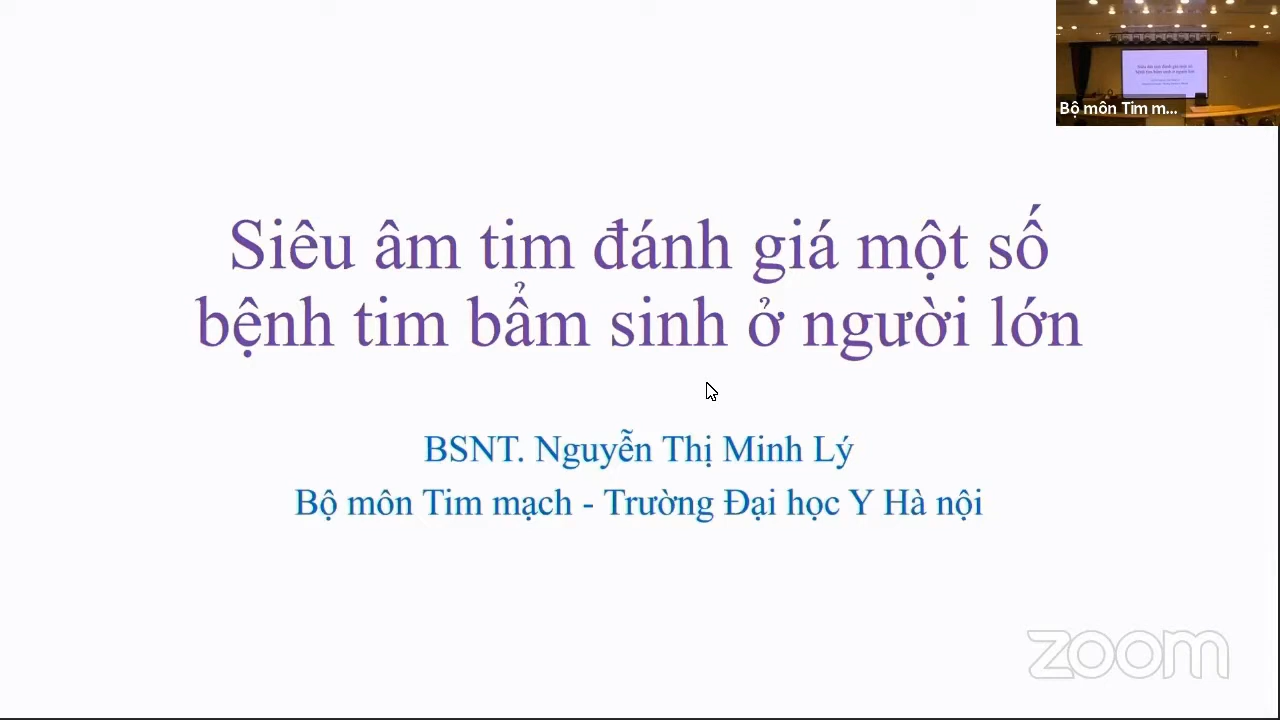 Bộ môn Tim m...
Siêu âm tim đánh giá một số
bệnh tim bẩm sinh ở người lớn
BSNT. Nguyễn Thị Minh Lý
Bộ môn Tim mạch - Trường Đại học Y Hà nội
zoom